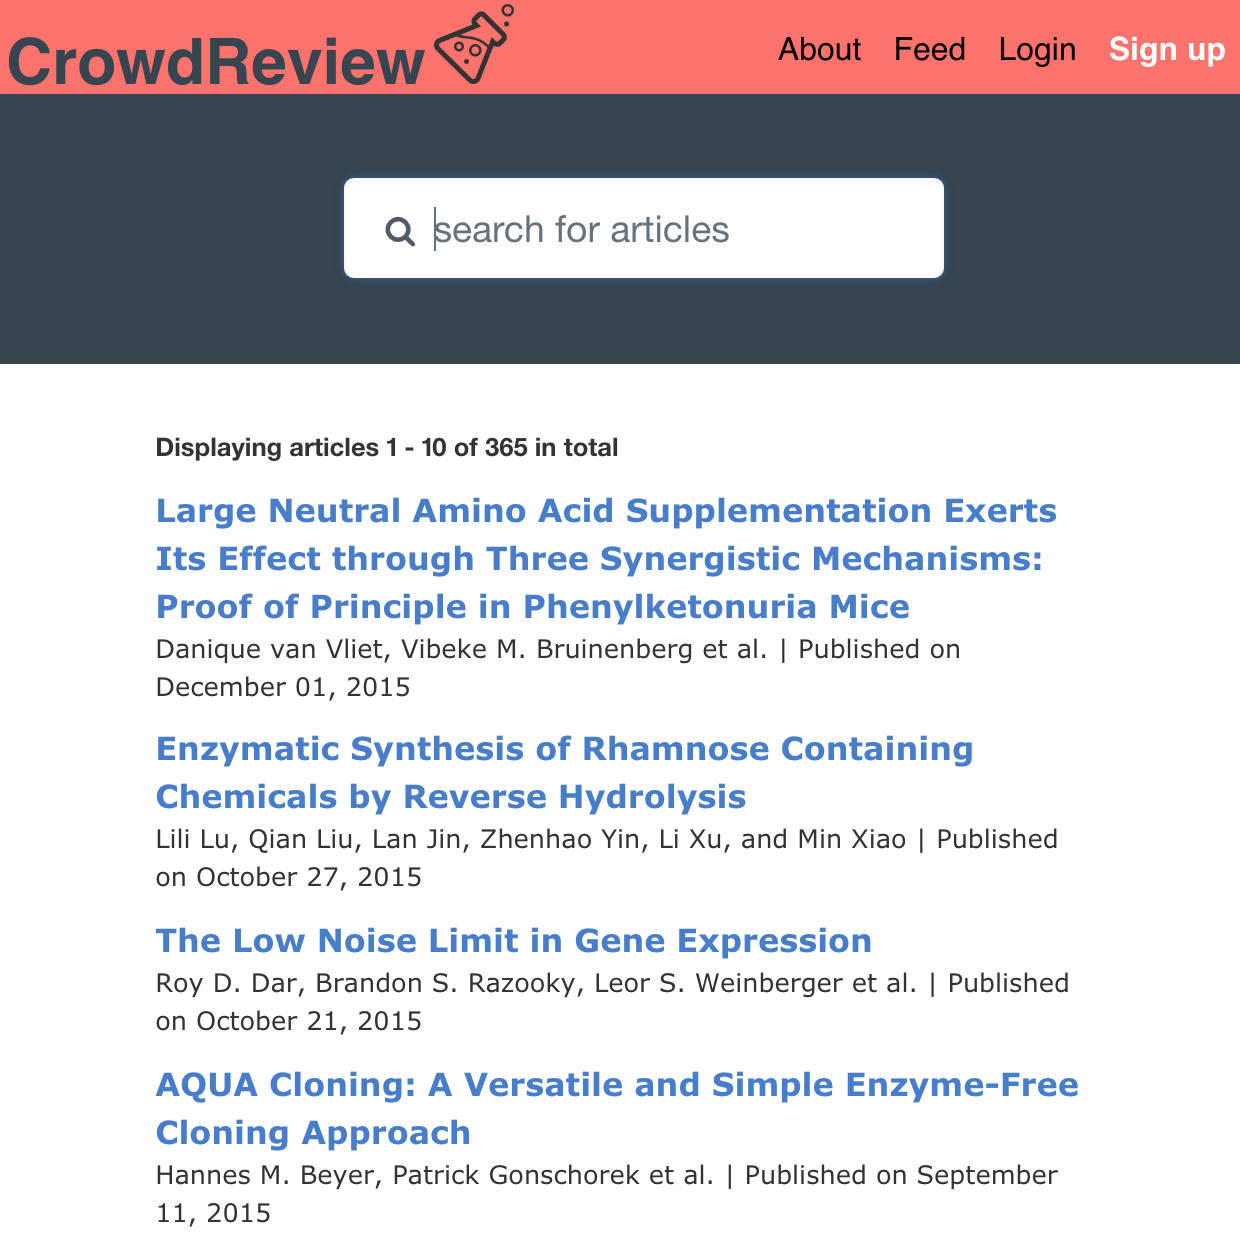 CrowdReview
About Feed Login Sign up
search for articles
Displaying articles 1 - 10 of 365 in total
Large Neutral Amino Acid Supplementation Exerts
Its Effect through Three Synergistic Mechanisms:
Proof of Principle in Phenylketonuria Mice
Danique van Vliet, Vibeke M. Bruinenberg et al. | Published on
December 01, 2015
Enzymatic Synthesis of Rhamnose Containing
Chemicals by Reverse Hydrolysis
Lili Lu, Qian Liu, Lan Jin, Zhenhao Yin, Li Xu, and Min Xiao | Published
on October 27, 2015
The Low Noise Limit in Gene Expression
Roy D. Dar, Brandon S. Razooky, Leor S. Weinberger et al. | Published
on October 21, 2015
AQUA Cloning: A Versatile and Simple Enzyme-Free
Cloning Approach
Hannes M. Beyer, Patrick Gonschorek et al. | Published on September
11, 2015